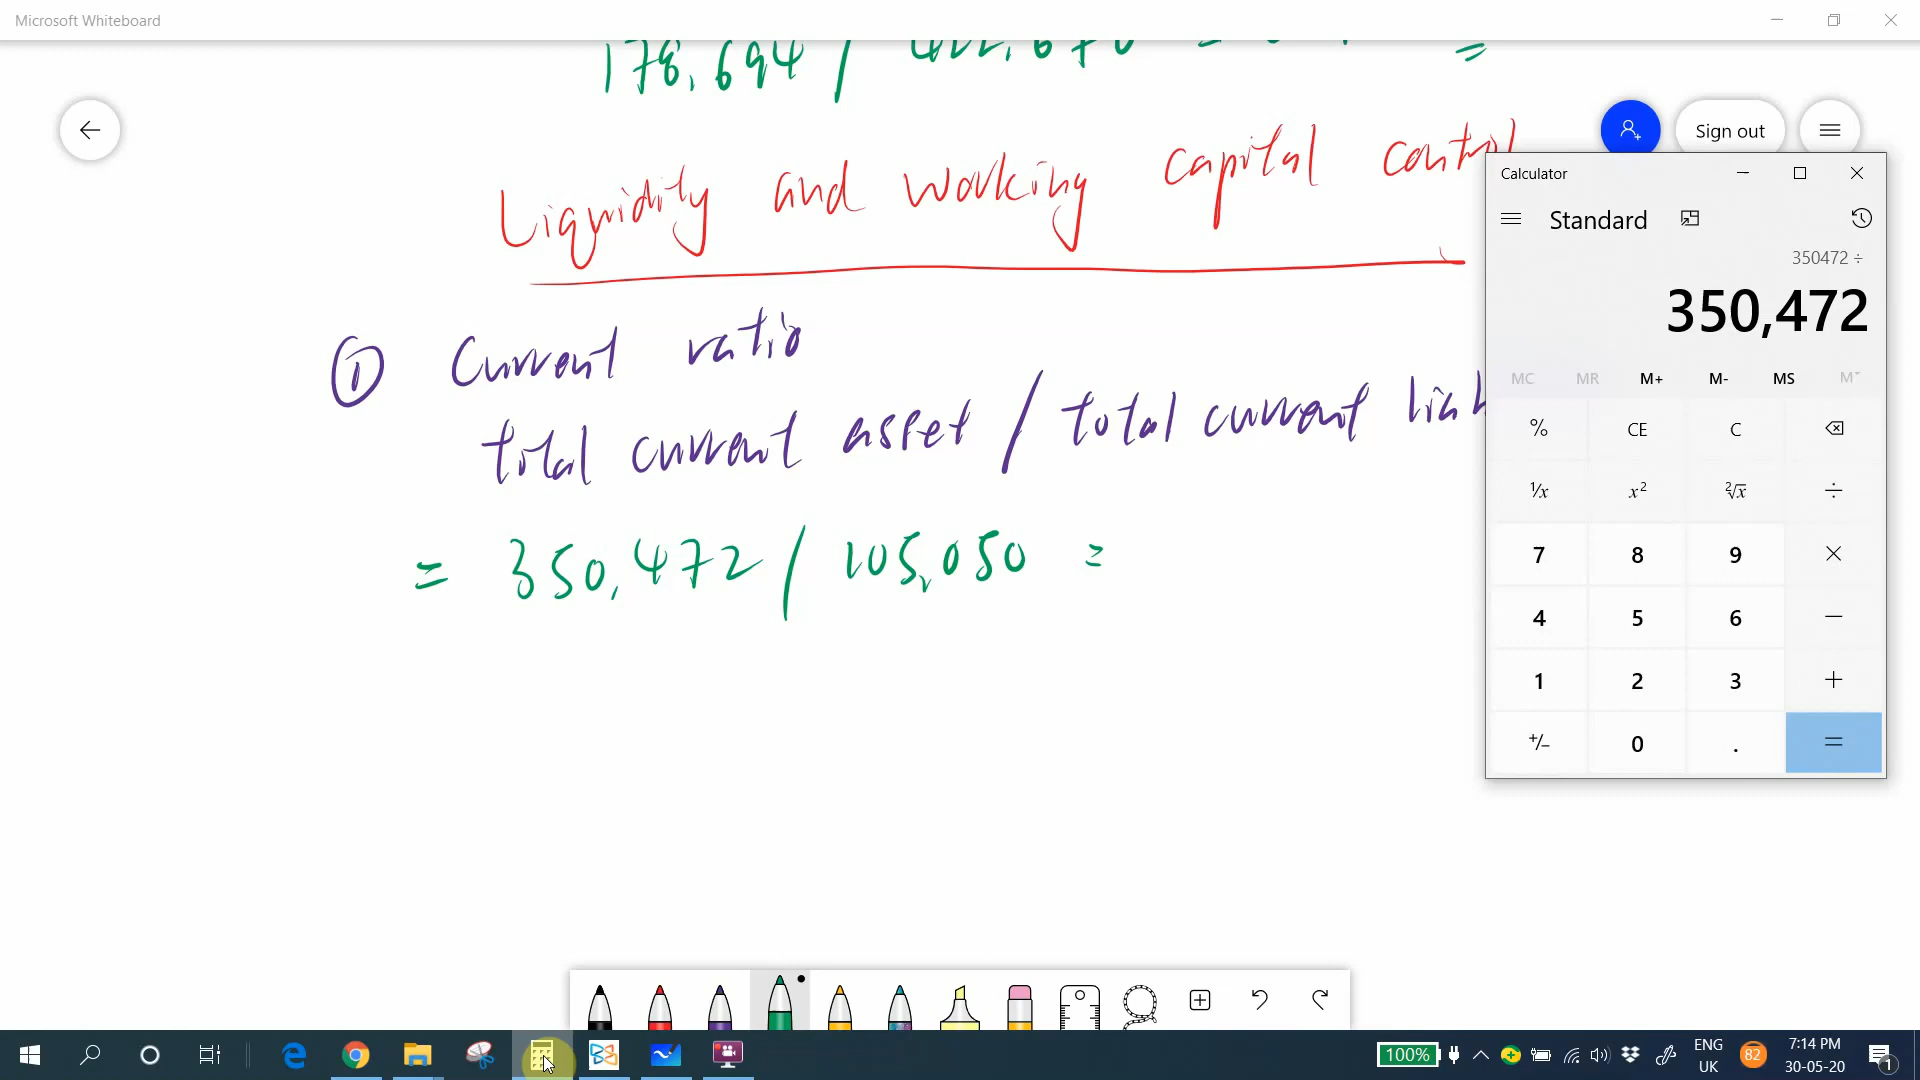 Microsoft Whiteboard
178,694 /
Sign out
Liquidity and working capital control
Calculator
Standard
350472 ÷
350,472
① Current ratio
total current asset / total current
= 350,472 / 105,050 =
MC MR M+ M- MS M˅
% CE C
¹/x x² ²√x ÷
7 8 9 ×
4 5 6 −
1 2 3 +
+/− 0 . =
100% ENG 82 7:14 PM
UK 30-05-20 1